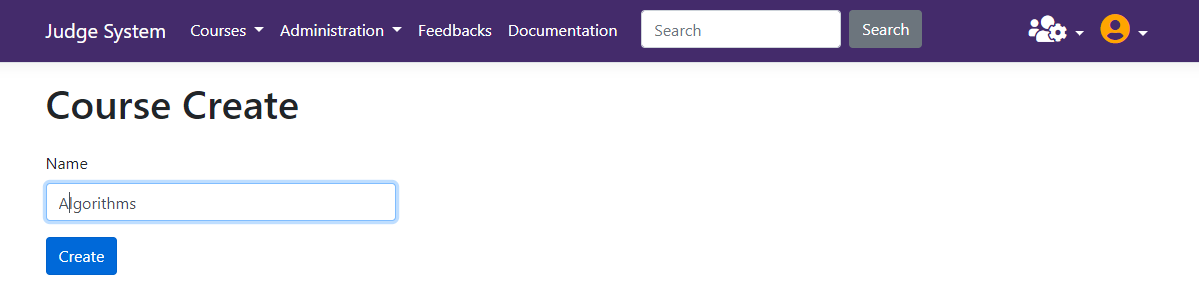 Judge System Courses Administration Feedbacks Documentation Search Search
Course Create
Name
Algorithms
Create